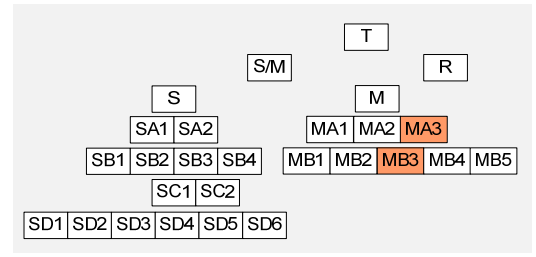 T
S/M R
S M
SA1 SA2 MA1 MA2 MA3
SB1 SB2 SB3 SB4 MB1 MB2 MB3 MB4 MB5
SC1 SC2
SD1 SD2 SD3 SD4 SD5 SD6